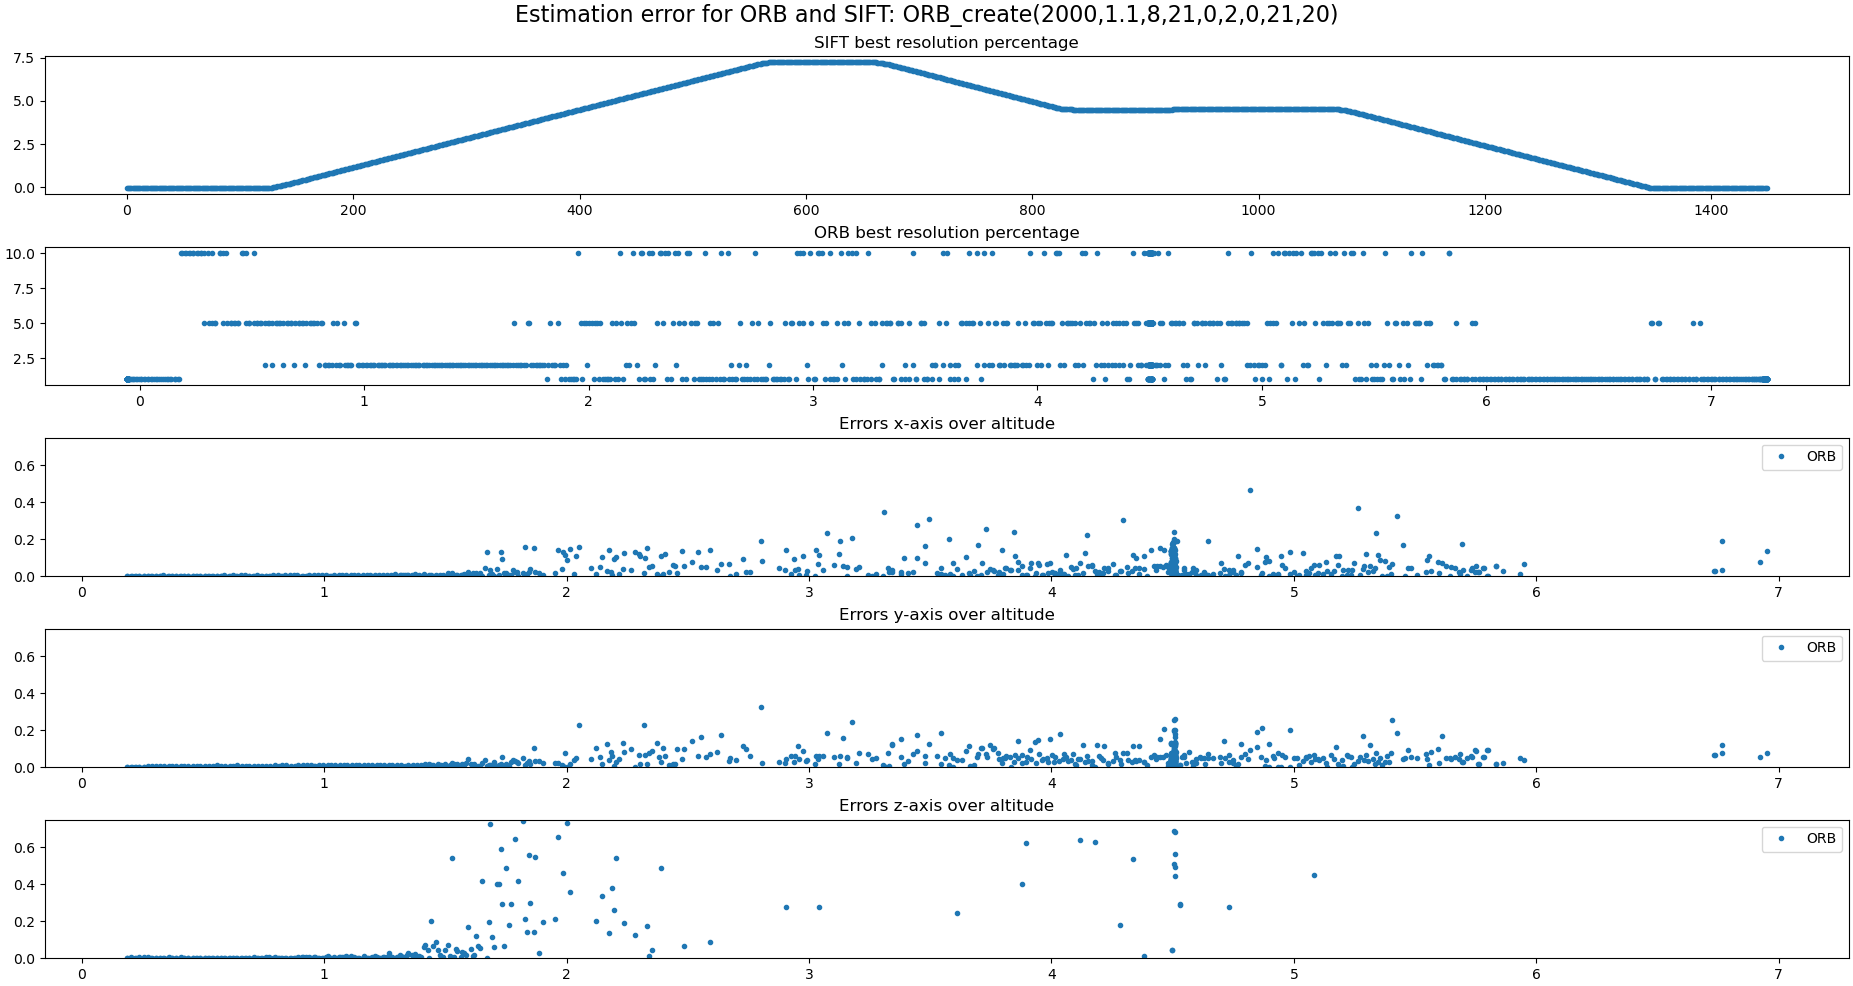 Estimation error for ORB and SIFT: ORB_create(2000,1.1,8,21,0,2,0,21,20)
SIFT best resolution percentage
7.5
5.0
2.5
0.0
0 200 400 600 800 1000 1200 1400
ORB best resolution percentage
10.0
7.5
5.0
2.5
0 1 2 3 4 5 6 7
Errors x-axis over altitude
ORB
0.6
0.4
0.2
0.0
0 1 2 3 4 5 6 7
Errors y-axis over altitude
ORB
0.6
0.4
0.2
0.0
0 1 2 3 4 5 6 7
Errors z-axis over altitude
ORB
0.6
0.4
0.2
0.0
0 1 2 3 4 5 6 7